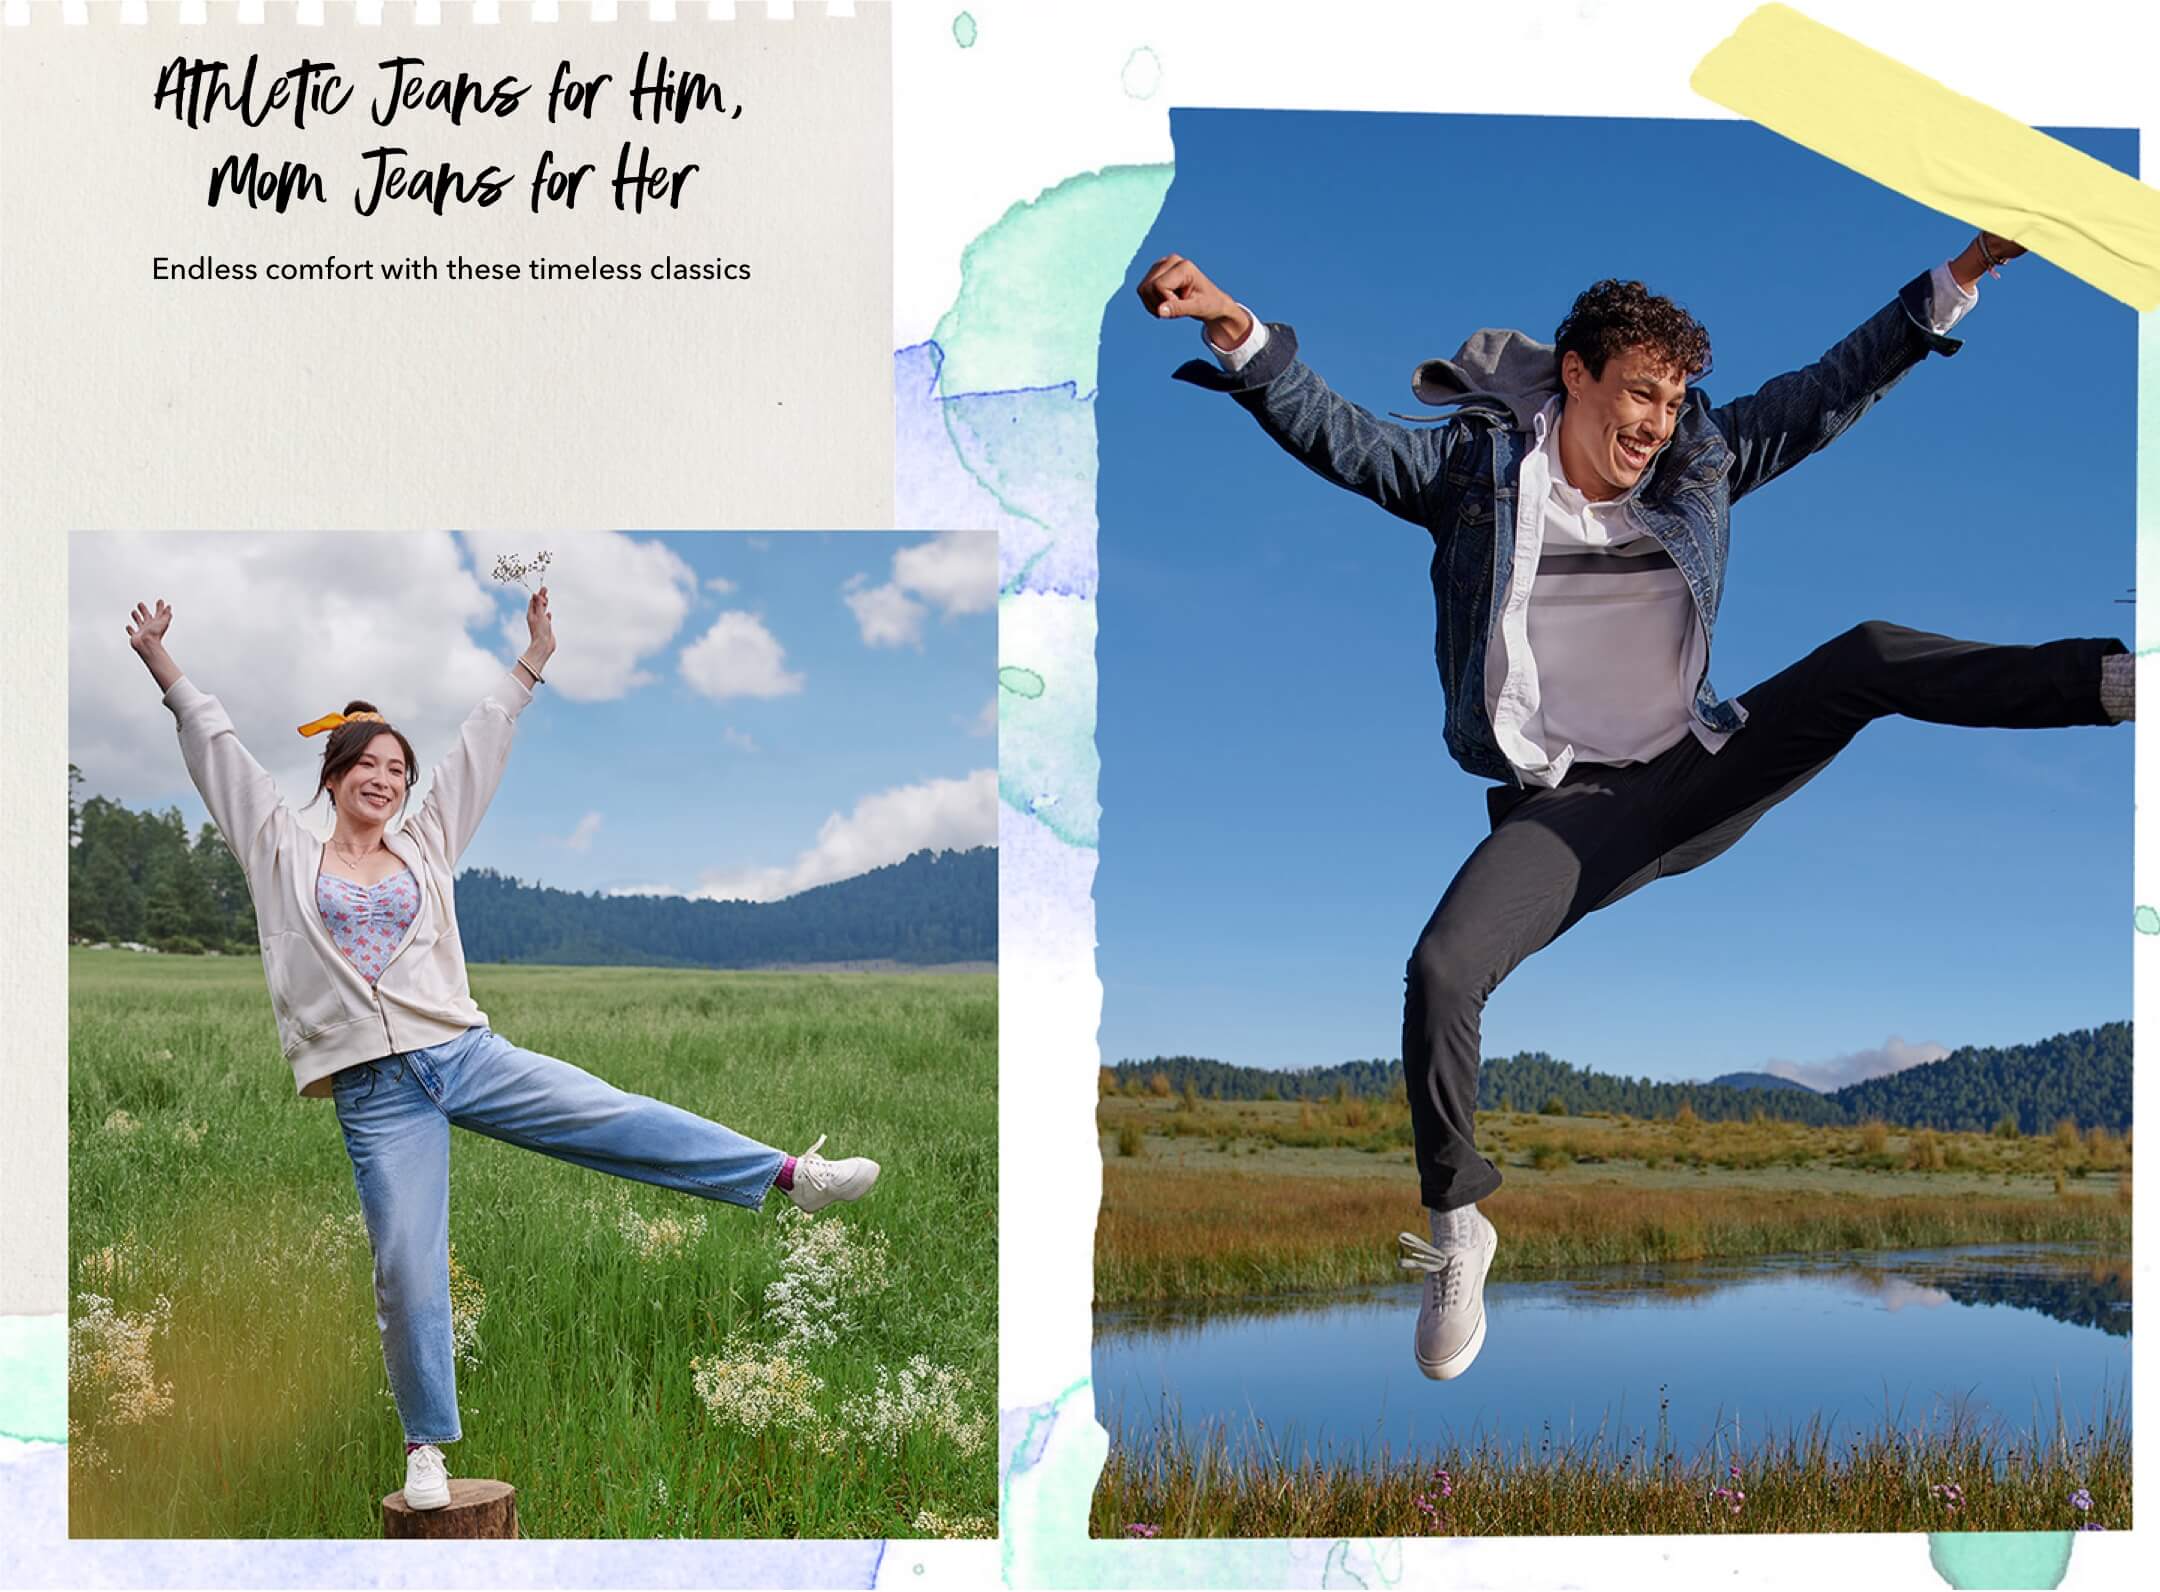 Athletic Jeans for Him,
Mom Jeans for Her
Endless comfort with these timeless classics